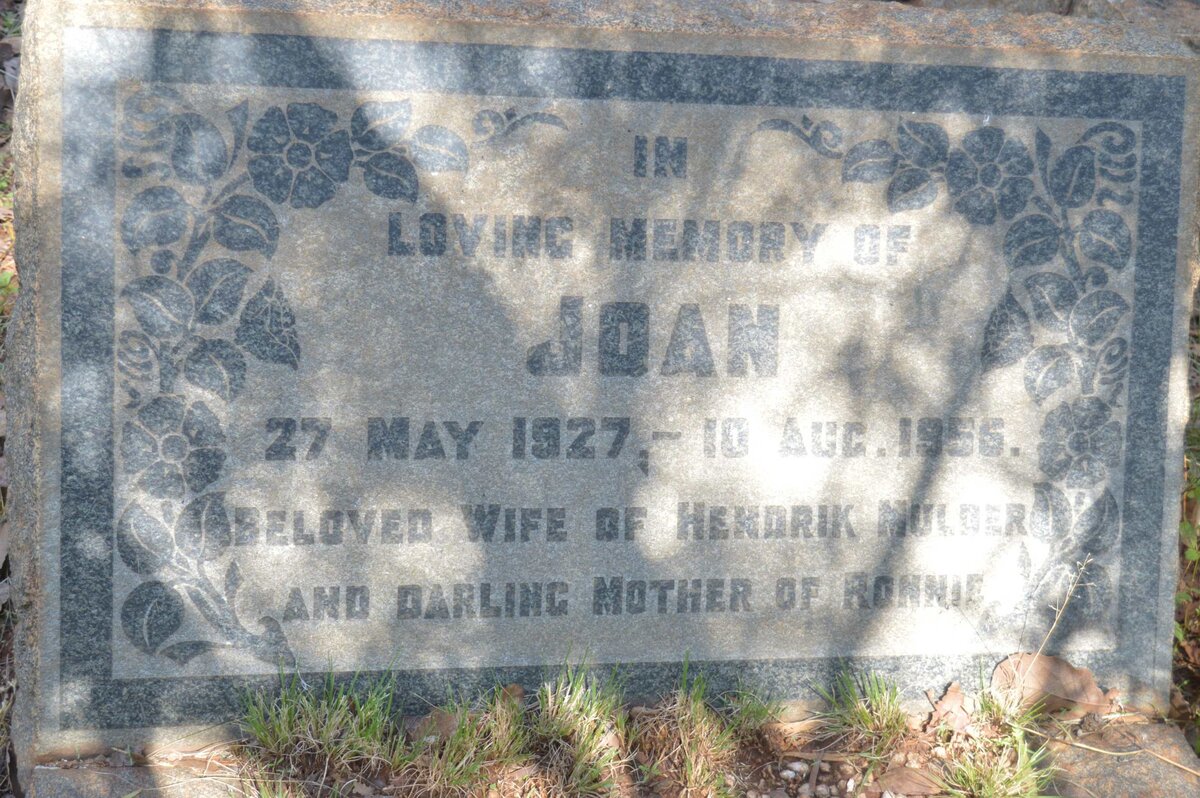 IN
LOVING MEMORY OF
JOAN
27 MAY 1927, – 10 AUG. 1956.
BELOVED WIFE OF HENDRIK MULDER
AND DARLING MOTHER OF RONNIE